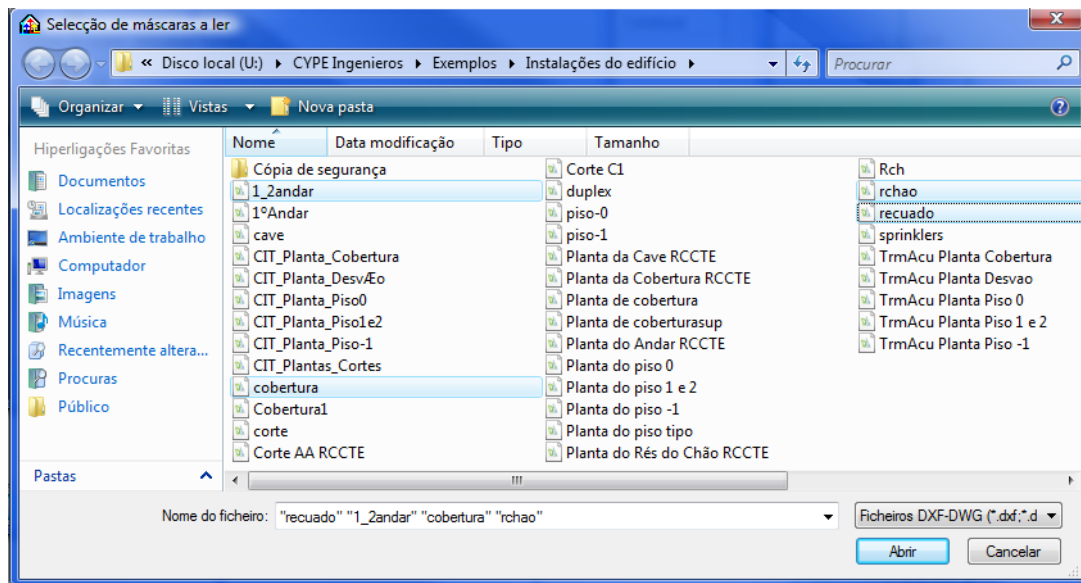 Selecção de máscaras a ler
« Disco local (U:) CYPE Ingenieros Exemplos Instalações do edifício Procurar
Organizar Vistas Nova pasta
Hiperligações Favoritas
Documentos
Localizações recentes
Ambiente de trabalho
Computador
Imagens
Música
Recentemente altera...
Procuras
Público
Pastas
Nome Data modificação Tipo Tamanho
Cópia de segurança
1_2andar
1ºAndar
cave
CIT_Planta_Cobertura
CIT_Planta_DesvÆo
CIT_Planta_Piso0
CIT_Planta_Piso1e2
CIT_Planta_Piso-1
CIT_Plantas_Cortes
cobertura
Cobertura1
corte
Corte AA RCCTE
Corte C1
duplex
piso-0
piso-1
Planta da Cave RCCTE
Planta da Cobertura RCCTE
Planta de cobertura
Planta de coberturasup
Planta do Andar RCCTE
Planta do piso 0
Planta do piso 1 e 2
Planta do piso -1
Planta do piso tipo
Planta do Rés do Chão RCCTE
Rch
rchao
recuado
sprinklers
TrmAcu Planta Cobertura
TrmAcu Planta Desvao
TrmAcu Planta Piso 0
TrmAcu Planta Piso 1 e 2
TrmAcu Planta Piso -1
Nome do ficheiro: "recuado" "1_2andar" "cobertura" "rchao" Ficheiros DXF-DWG (*.dxf;*.d
Abrir Cancelar